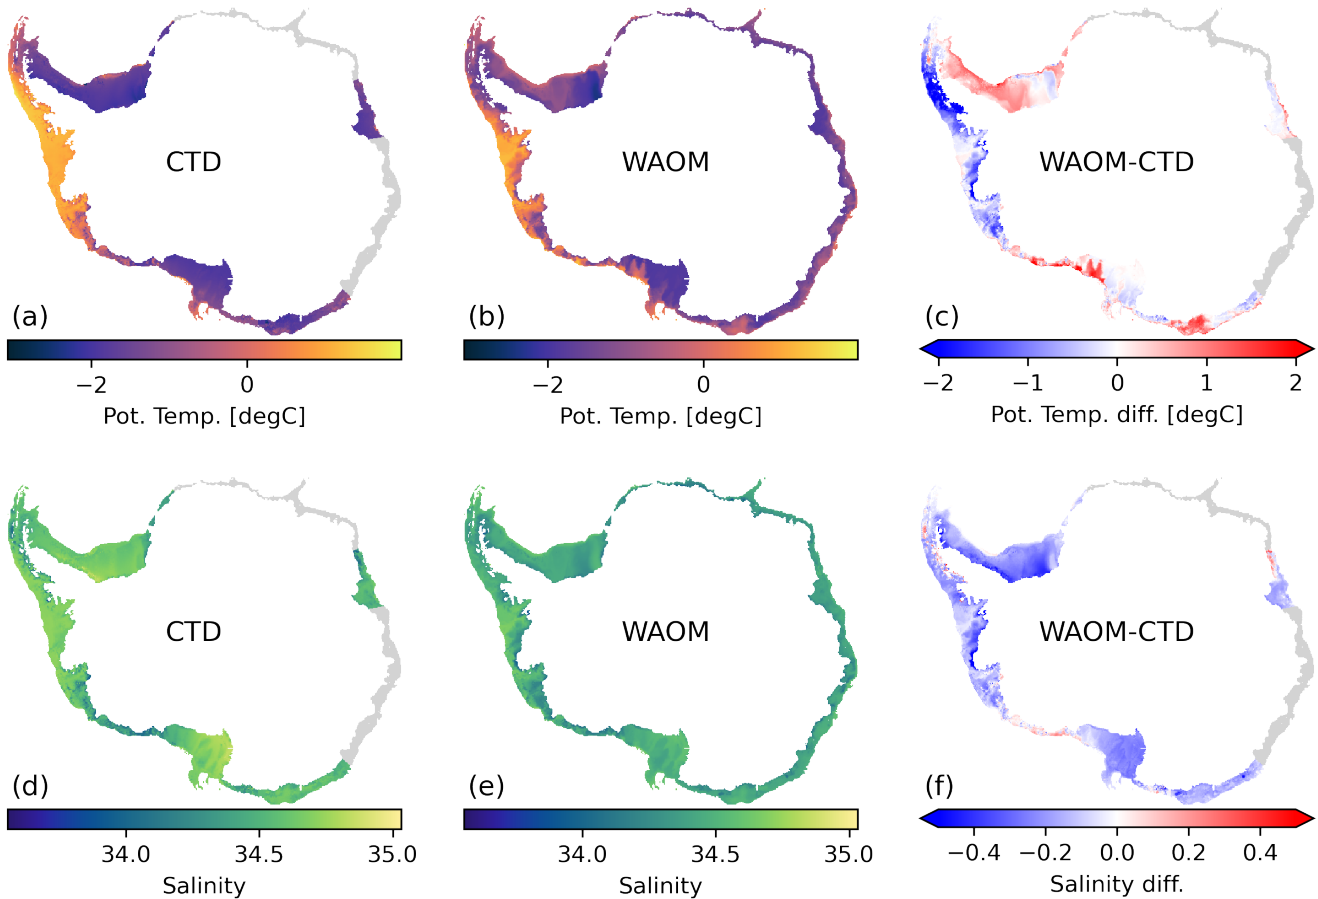 CTD
WAOM
WAOM-CTD
(a)
(b)
(c)
−2
0
−2
0
−2
−1
0
1
2
Pot. Temp. [degC]
Pot. Temp. [degC]
Pot. Temp. diff. [degC]
CTD
WAOM
WAOM-CTD
(d)
(e)
(f)
34.0
34.5
35.0
34.0
34.5
35.0
−0.4
−0.2
0.0
0.2
0.4
Salinity
Salinity
Salinity diff.